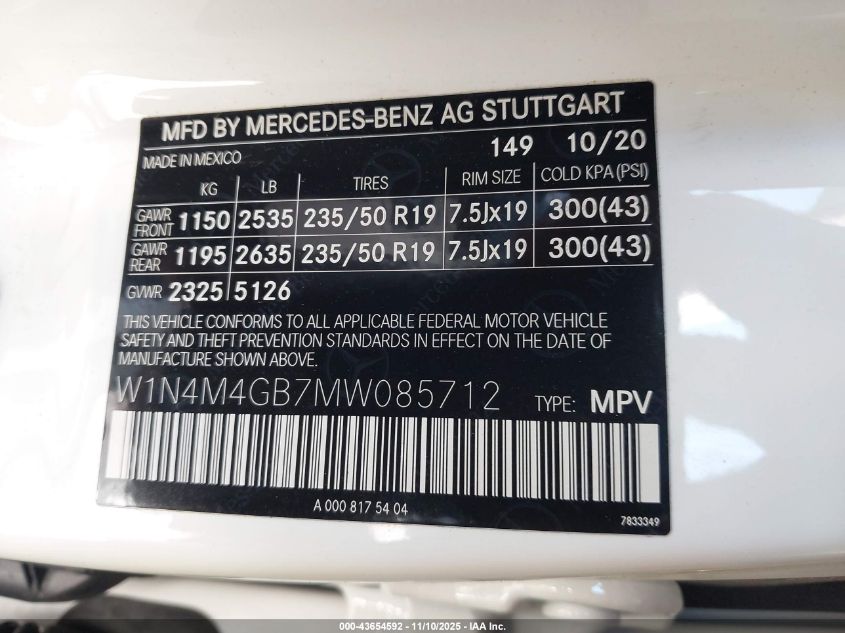 MFD BY MERCEDES-BENZ AG STUTTGART
MADE IN MEXICO 149 10/20
KG LB TIRES RIM SIZE COLD KPA (PSI)
GAWR FRONT 1150 2535 235/50 R19 7.5Jx19 300(43)
GAWR REAR 1195 2635 235/50 R19 7.5Jx19 300(43)
GVWR 2325 5126
THIS VEHICLE CONFORMS TO ALL APPLICABLE FEDERAL MOTOR VEHICLE
SAFETY AND THEFT PREVENTION STANDARDS IN EFFECT ON THE DATE OF
MANUFACTURE SHOWN ABOVE.
W1N4M4GB7MW085712 TYPE: MPV
A 000 817 54 04
7833349
000-43654592 — 11/10/2025 — IAA Inc.